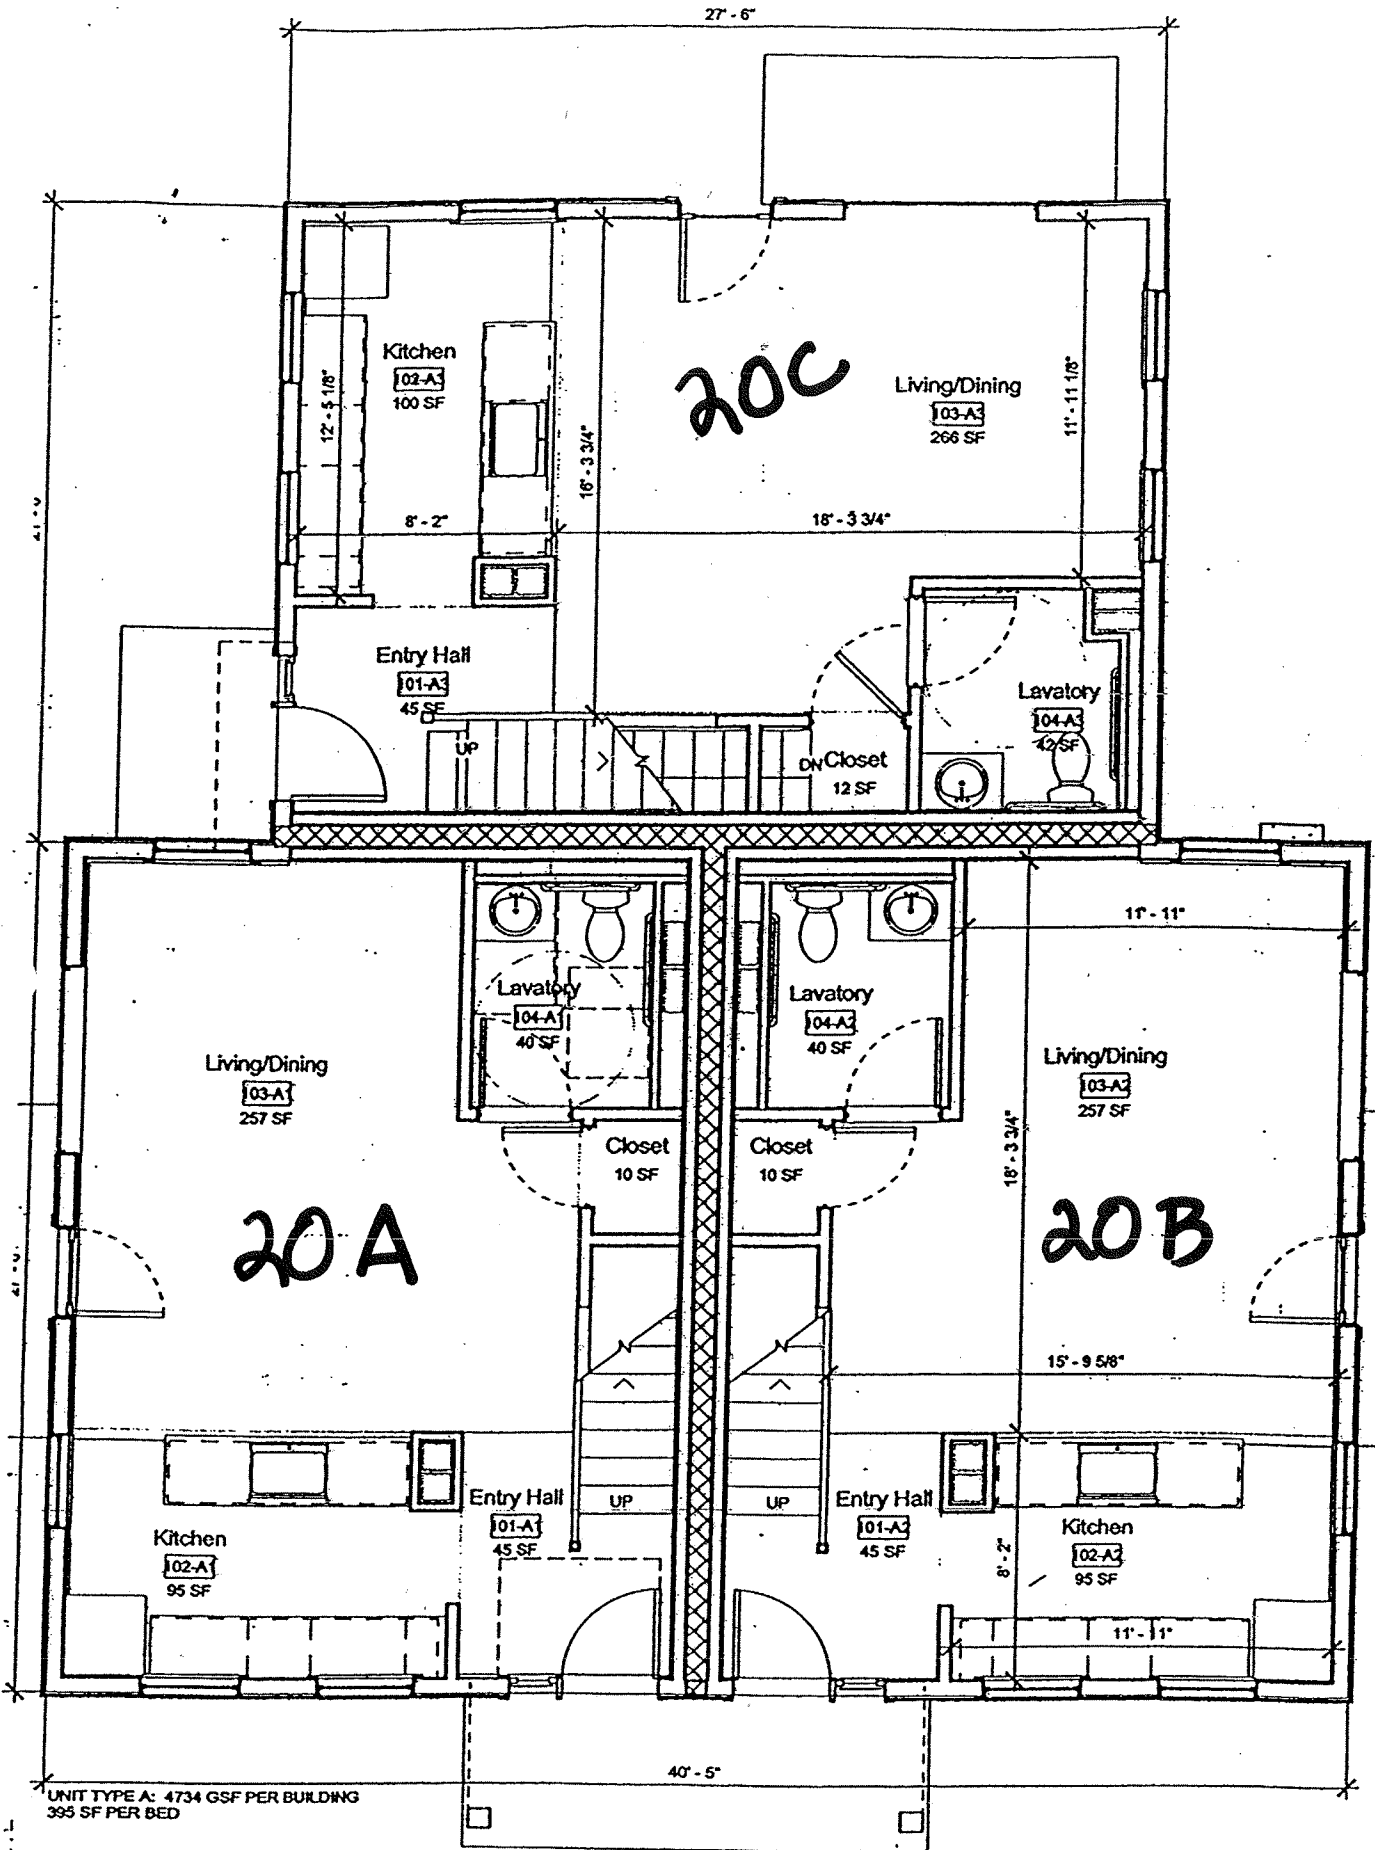 27' - 6"
Kitchen
102-A3
100 SF
12' - 5 1/8"
20C
Living/Dining
103-A3
266 SF
11' - 11 1/8"
16' - 3 3/4"
8' - 2"
18' - 3 3/4"
Entry Hall
101-A3
45 SF
UP
DN
Closet
12 SF
Lavatory
104-A3
42 SF
11' - 11"
Lavatory
104-A1
40 SF
Lavatory
104-A2
40 SF
Living/Dining
103-A1
257 SF
Living/Dining
103-A2
257 SF
Closet
10 SF
Closet
10 SF
18' - 3 3/4"
20A
20B
15' - 9 5/8"
Entry Hall
101-A1
45 SF
UP
UP
Entry Hall
101-A2
45 SF
Kitchen
102-A1
95 SF
Kitchen
102-A2
95 SF
8' - 2"
11' - 11"
40' - 5"
UNIT TYPE A: 4734 GSF PER BUILDING
395 SF PER BED